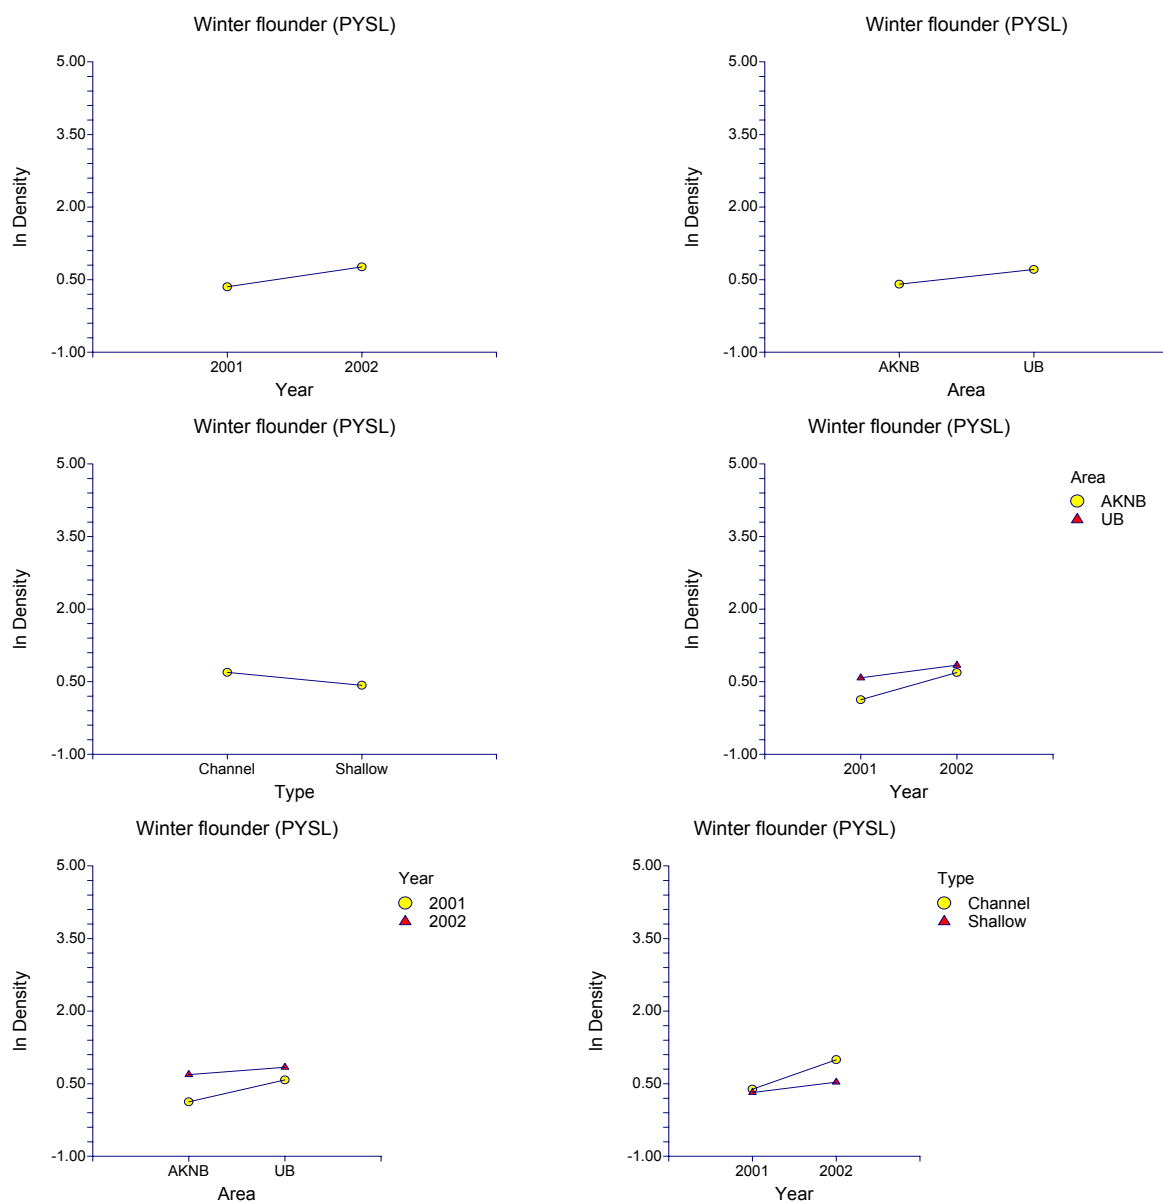 Winter flounder (PYSL)
5.00
3.50
2.00
0.50
-1.00
ln Density
2001 2002
Year
Winter flounder (PYSL)
5.00
3.50
2.00
0.50
-1.00
ln Density
AKNB UB
Area
Winter flounder (PYSL)
5.00
3.50
2.00
0.50
-1.00
ln Density
Channel Shallow
Type
Winter flounder (PYSL)
5.00
3.50
2.00
0.50
-1.00
ln Density
Area
AKNB
UB
2001 2002
Year
Winter flounder (PYSL)
5.00
3.50
2.00
0.50
-1.00
ln Density
Year
2001
2002
AKNB UB
Area
Winter flounder (PYSL)
5.00
3.50
2.00
0.50
-1.00
ln Density
Type
Channel
Shallow
2001 2002
Year